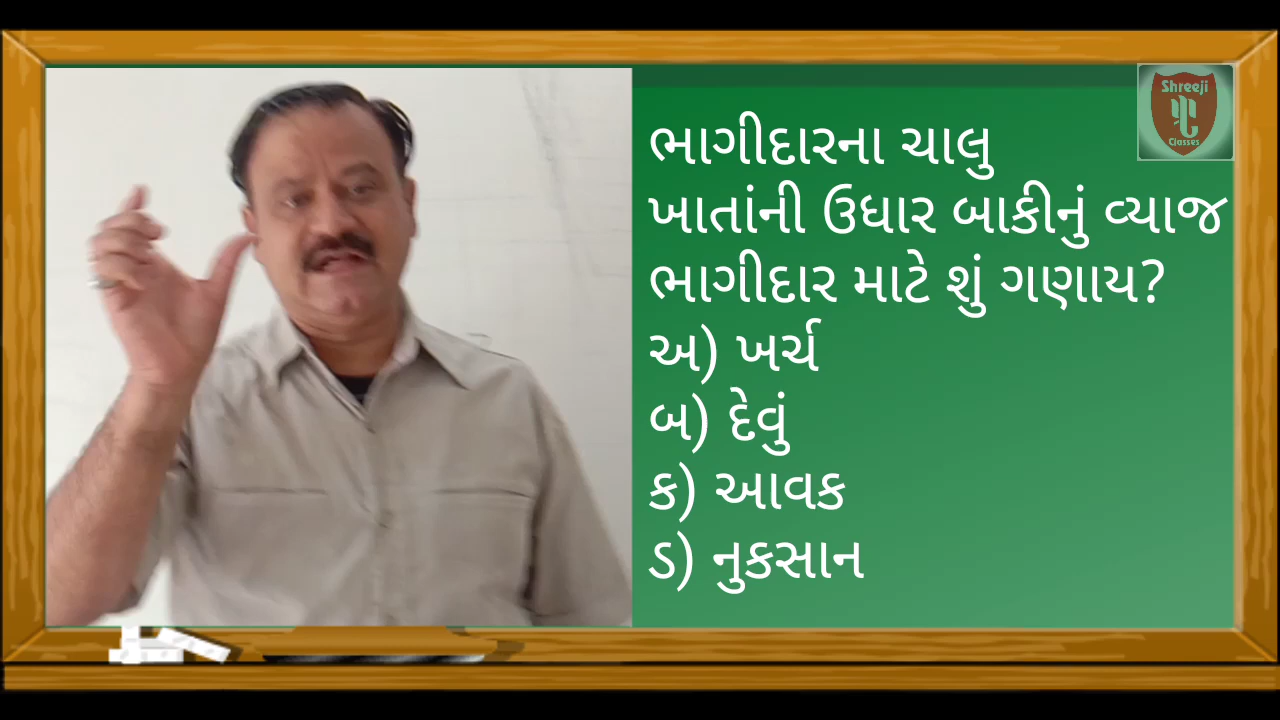 Shreeji
Classes
ભાગીદારના ચાલુ
ખાતાંની ઉધાર બાકીનું વ્યાજ
ભાગીદાર માટે શું ગણાય?
અ) ખર્ચ
બ) દેવું
ક) આવક
ડ) નુકસાન